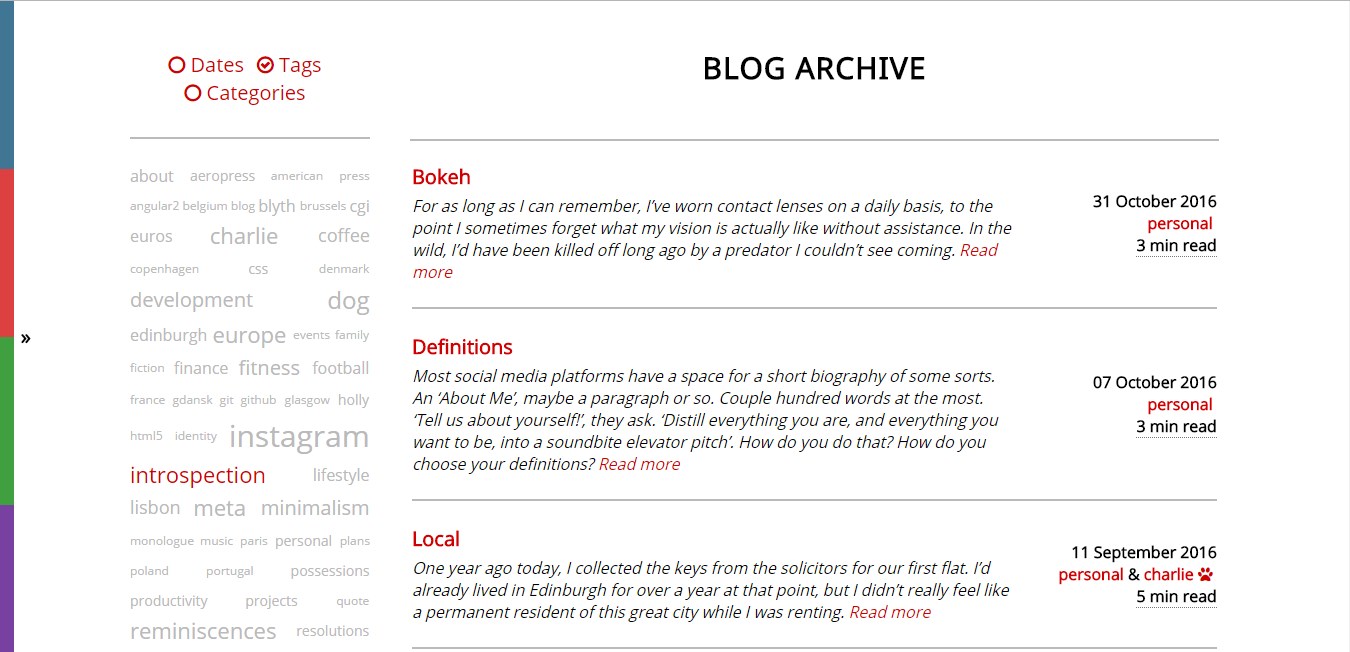 Dates Tags
Categories
BLOG ARCHIVE
about aeropress american press
angular2 belgium blog blyth brussels cgi
euros charlie coffee
copenhagen css denmark
development dog
edinburgh europe events family
fiction finance fitness football
france gdansk git github glasgow holly
html5 identity instagram
introspection lifestyle
lisbon meta minimalism
monologue music paris personal plans
poland portugal possessions
productivity projects quote
reminiscences resolutions
»
Bokeh
For as long as I can remember, I’ve worn contact lenses on a daily basis, to the
point I sometimes forget what my vision is actually like without assistance. In the
wild, I’d have been killed off long ago by a predator I couldn’t see coming. Read
more
31 October 2016
personal
3 min read
Definitions
Most social media platforms have a space for a short biography of some sorts.
An ‘About Me’, maybe a paragraph or so. Couple hundred words at the most.
‘Tell us about yourself!’, they ask. ‘Distill everything you are, and everything you
want to be, into a soundbite elevator pitch’. How do you do that? How do you
choose your definitions? Read more
07 October 2016
personal
3 min read
Local
One year ago today, I collected the keys from the solicitors for our first flat. I’d
already lived in Edinburgh for over a year at that point, but I didn’t really feel like
a permanent resident of this great city while I was renting. Read more
11 September 2016
personal & charlie
5 min read